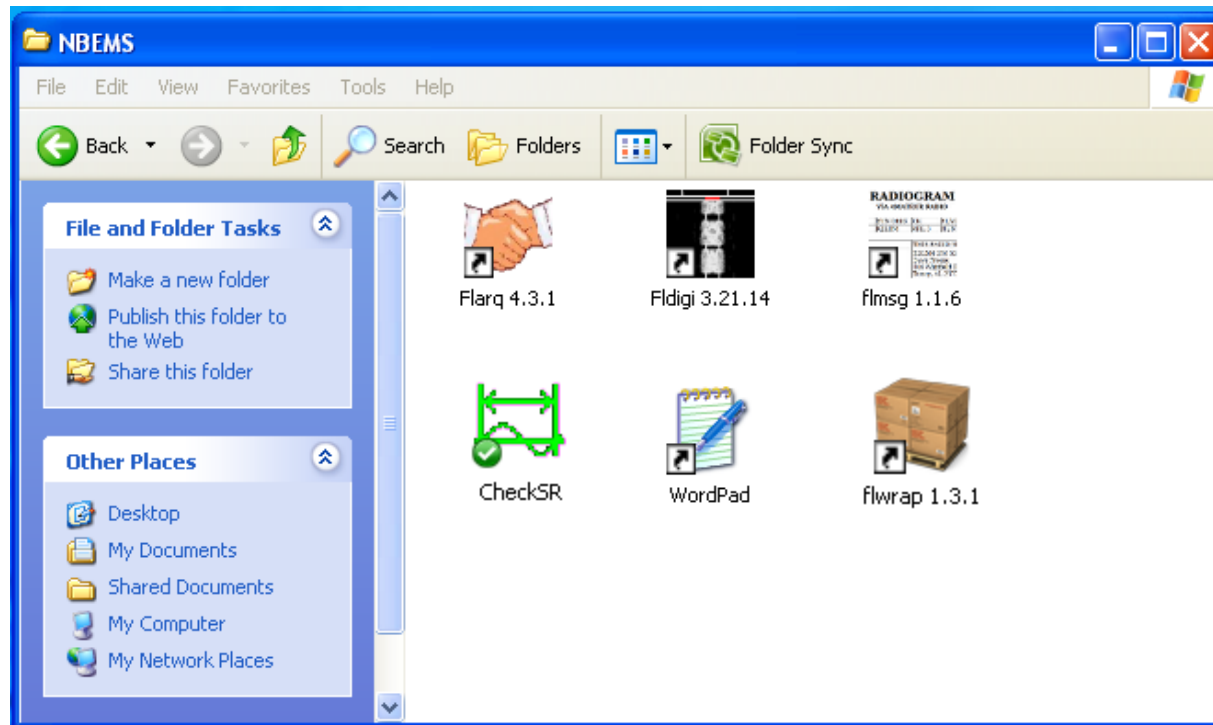 NBEMS
File Edit View Favorites Tools Help
Back Search Folders Folder Sync
File and Folder Tasks
Make a new folder
Publish this folder to
the Web
Share this folder
Other Places
Desktop
My Documents
Shared Documents
My Computer
My Network Places
RADIOGRAM
VIA AMATEUR RADIO
Flarq 4.3.1 Fldigi 3.21.14 flmsg 1.1.6
CheckSR WordPad flwrap 1.3.1